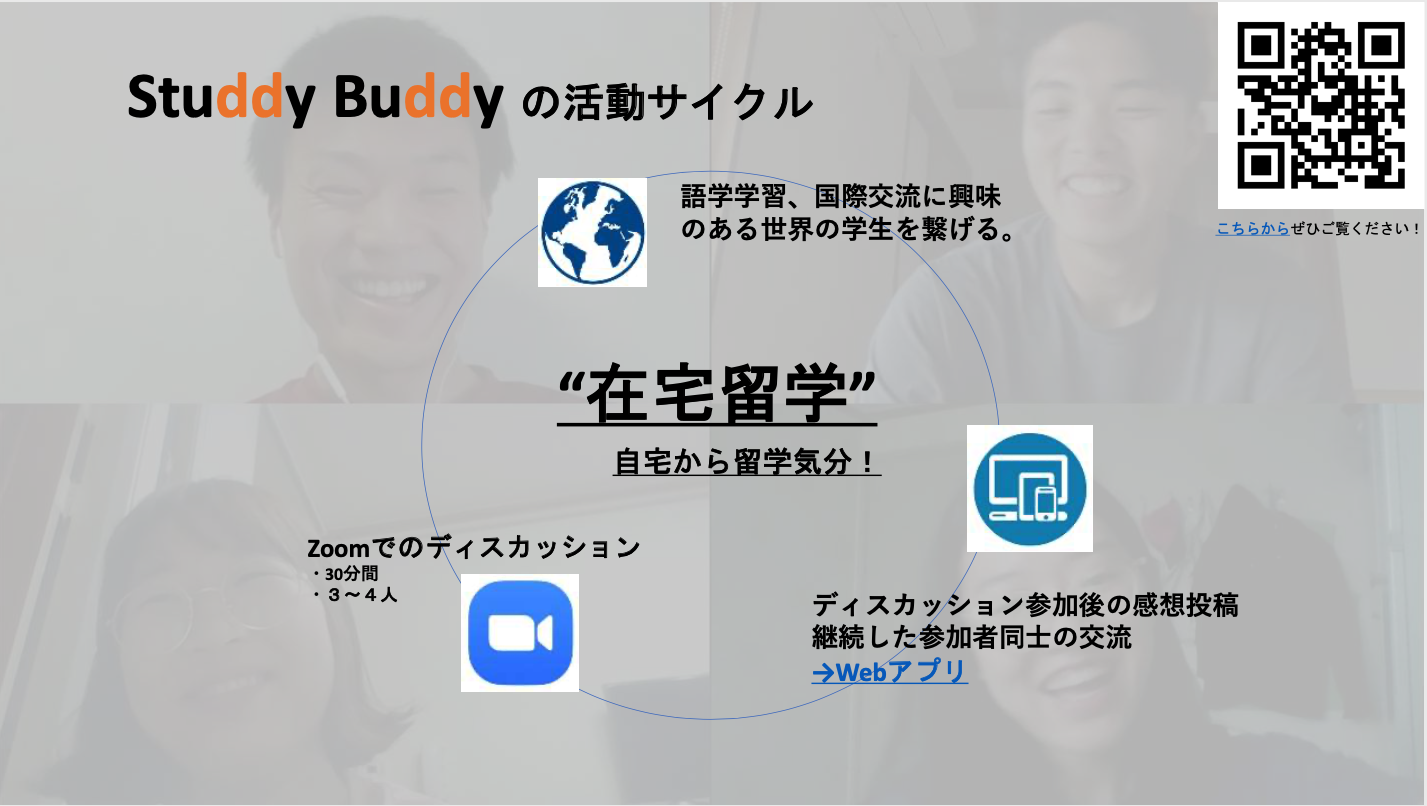 Studdy Buddy の活動サイクル
語学学習、国際交流に興味
のある世界の学生を繋げる。
こちらからぜひご覧ください！
“在宅留学”
自宅から留学気分！
Zoomでのディスカッション
・30分間
・３～４人
ディスカッション参加後の感想投稿
継続した参加者同士の交流
→Webアプリ